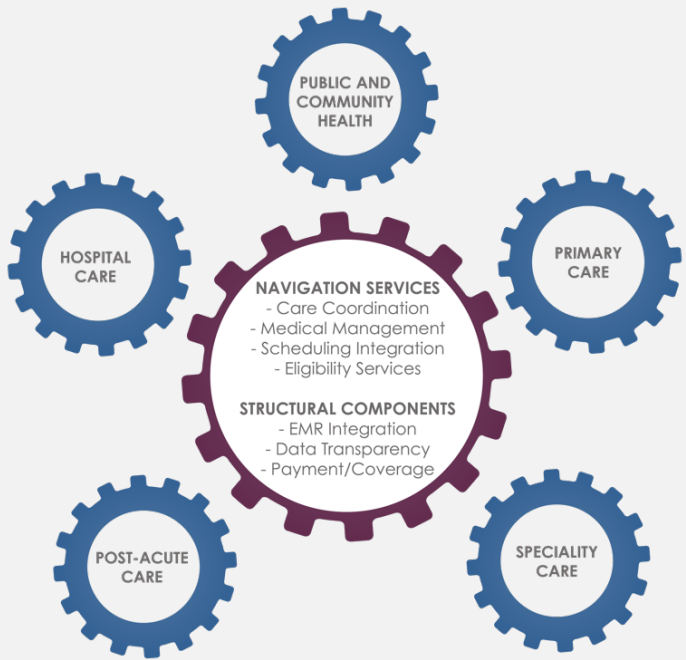 PUBLIC AND
COMMUNITY
HEALTH
HOSPITAL
CARE
PRIMARY
CARE
NAVIGATION SERVICES
- Care Coordination
- Medical Management
- Scheduling Integration
- Eligibility Services
STRUCTURAL COMPONENTS
- EMR Integration
- Data Transparency
- Payment/Coverage
POST-ACUTE
CARE
SPECIALITY
CARE